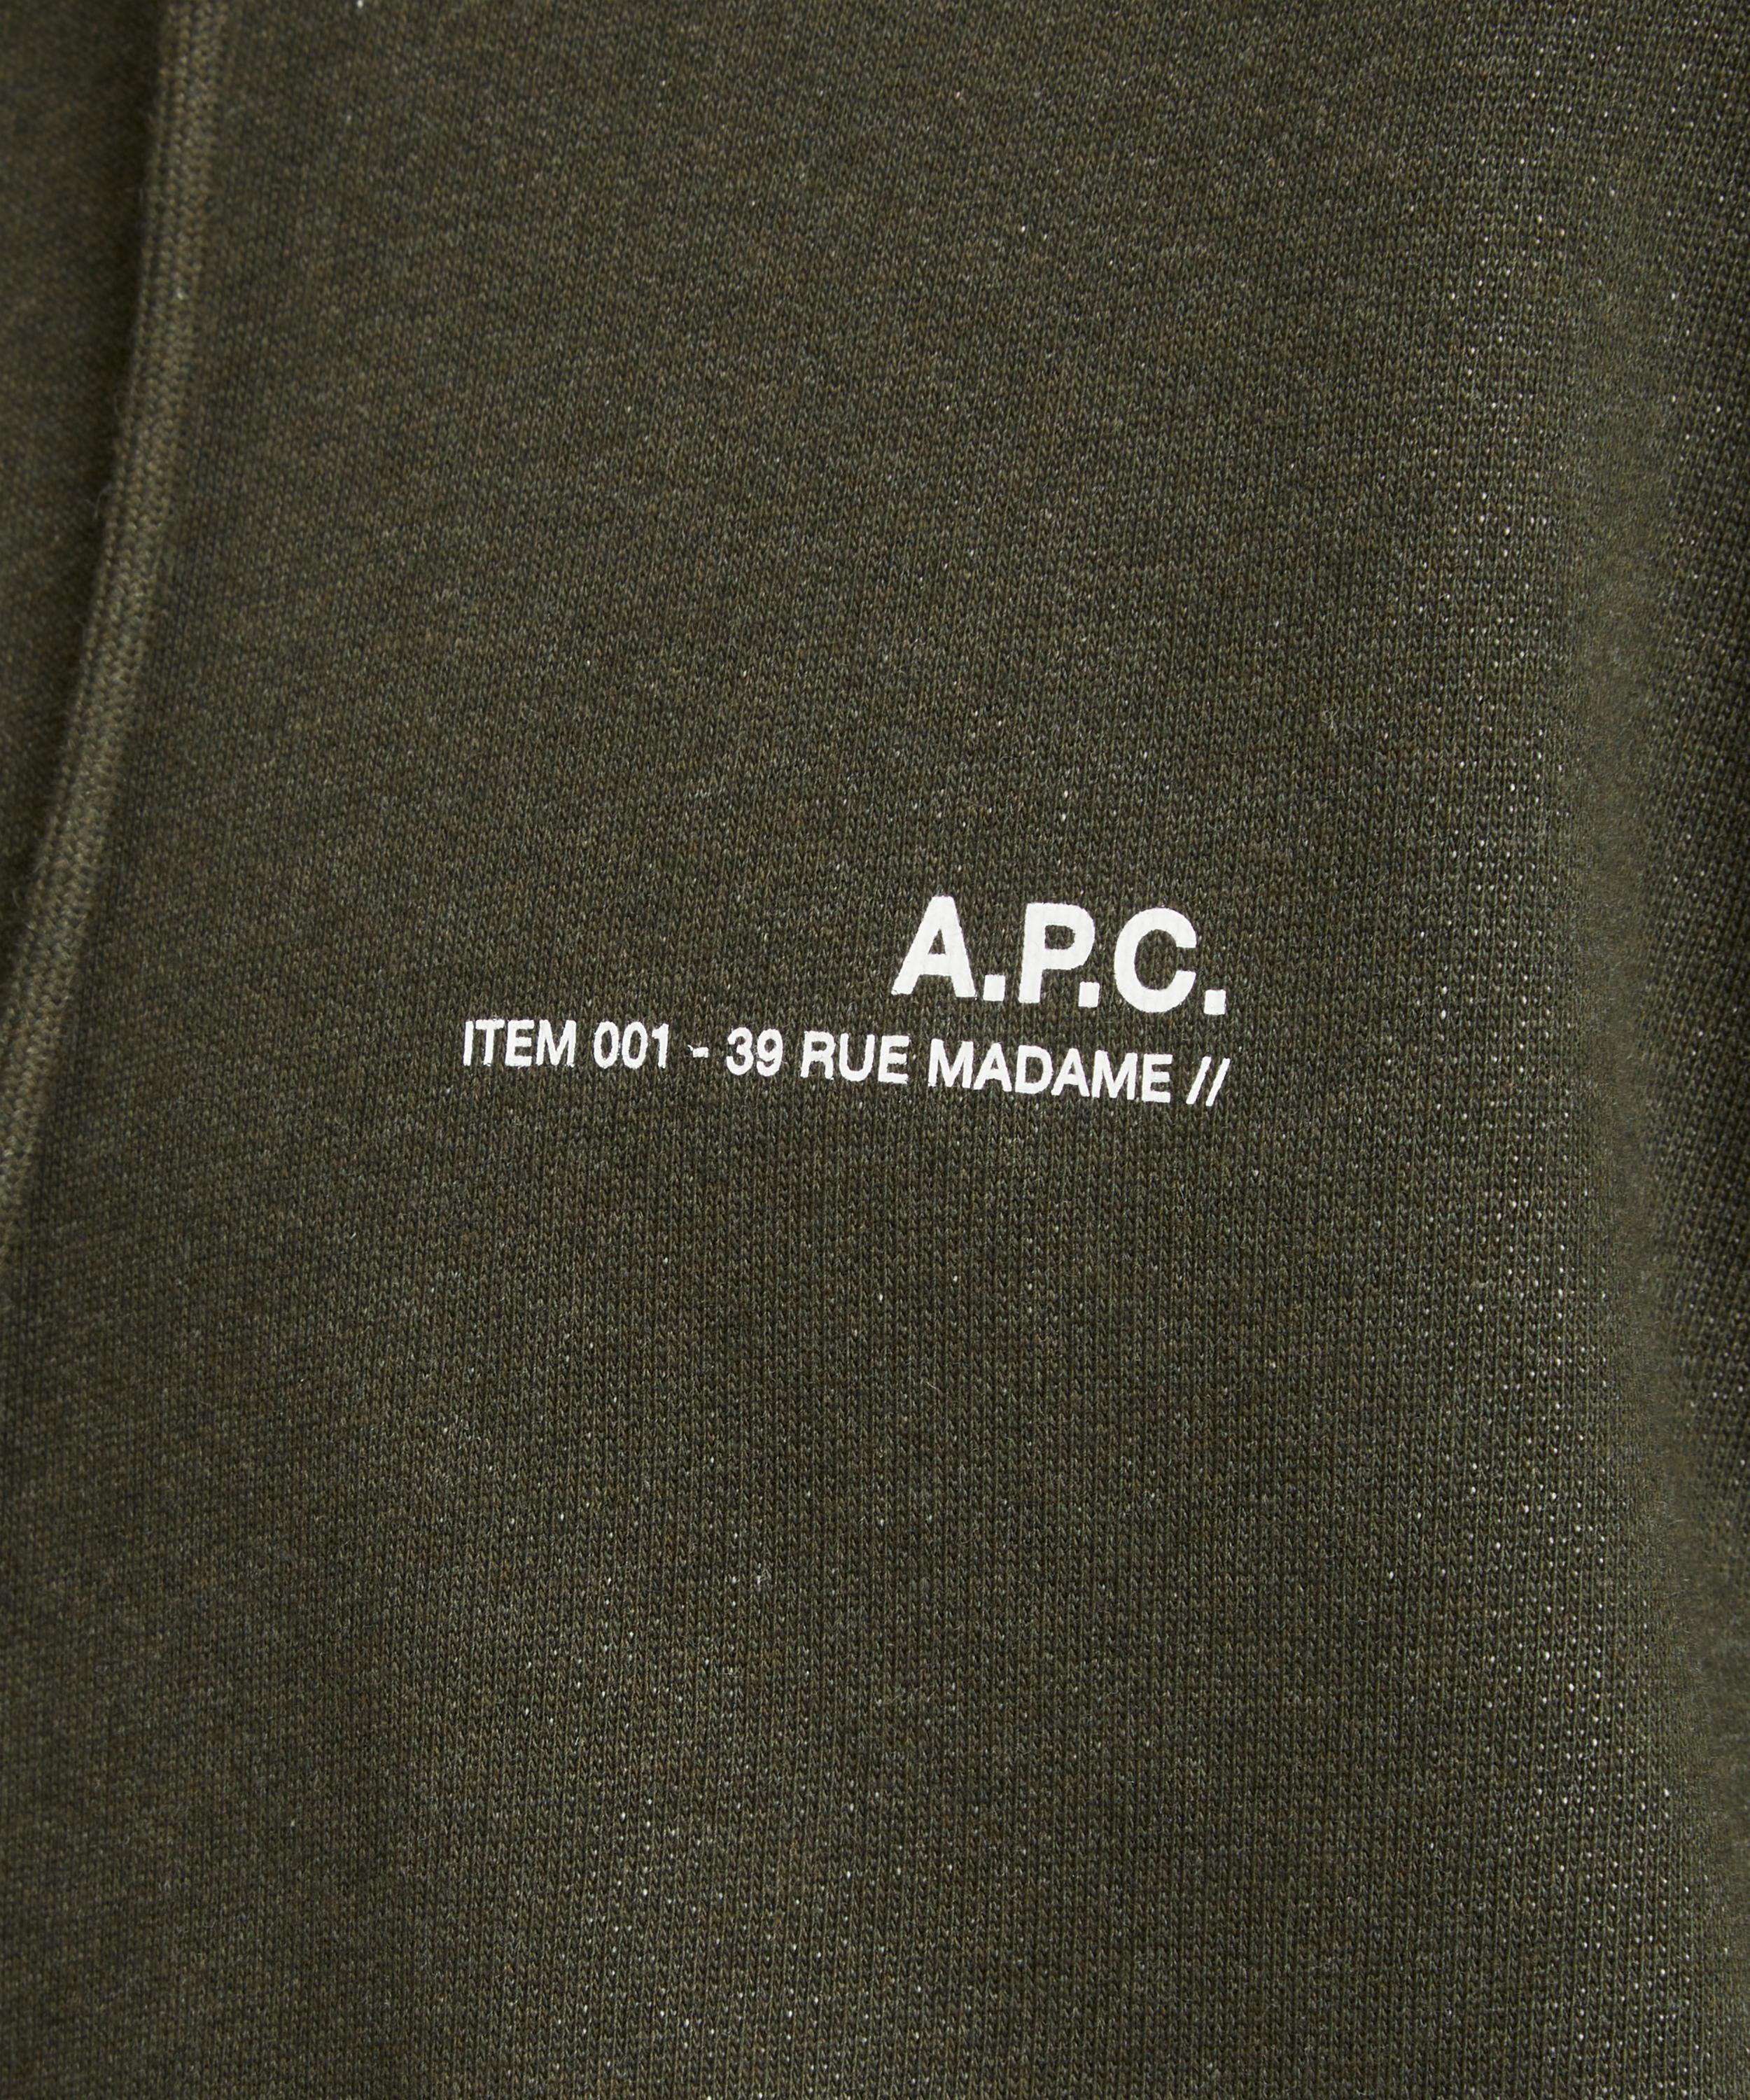 A.P.C.
ITEM 001 - 39 RUE MADAME //